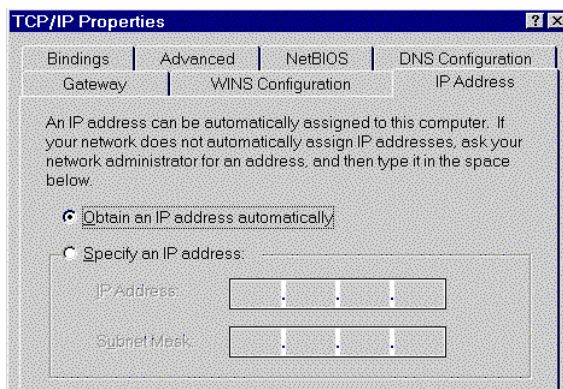 TCP/IP Properties
Bindings Advanced NetBIOS DNS Configuration
Gateway WINS Configuration IP Address
An IP address can be automatically assigned to this computer. If
your network does not automatically assign IP addresses, ask your
network administrator for an address, and then type it in the space
below.
Obtain an IP address automatically
Specify an IP address:
IP Address:
Subnet Mask: